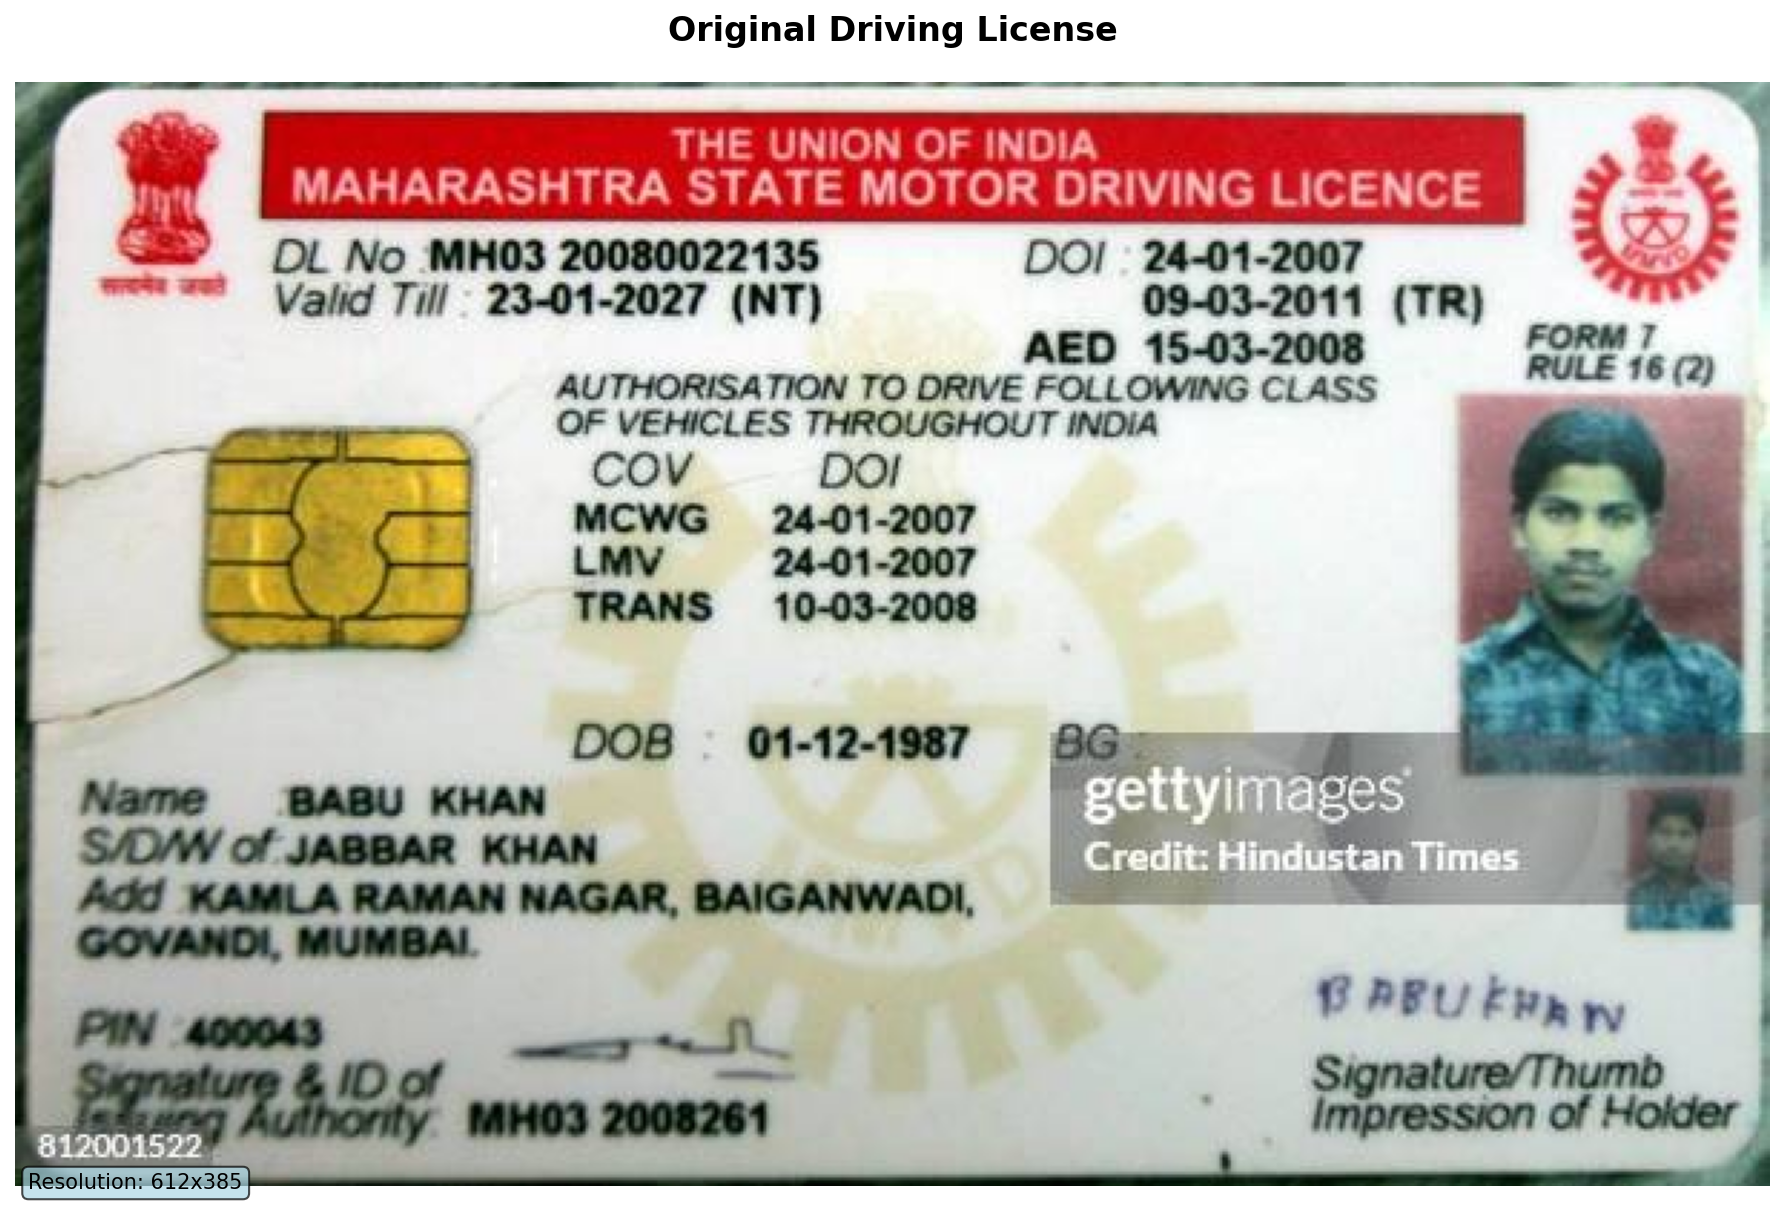 Original Driving License
THE UNION OF INDIA
MAHARASHTRA STATE MOTOR DRIVING LICENCE
सत्यमेव जयते
DL No :MH03 20080022135
DOI : 24-01-2007
Valid Till : 23-01-2027 (NT)
09-03-2011 (TR)
AED 15-03-2008
FORM 7
RULE 16 (2)
AUTHORISATION TO DRIVE FOLLOWING CLASS
OF VEHICLES THROUGHOUT INDIA
COV DOI
MCWG 24-01-2007
LMV 24-01-2007
TRANS 10-03-2008
DOB : 01-12-1987 BG :
gettyimages
Credit: Hindustan Times
Name :BABU KHAN
S/D/W of:JABBAR KHAN
Add :KAMLA RAMAN NAGAR, BAIGANWADI,
GOVANDI, MUMBAI.
PIN :400043
BABU KHAN
Signature & ID of
Issuing Authority: MH03 2008261
Signature/Thumb
Impression of Holder
812001522
Resolution: 612x385